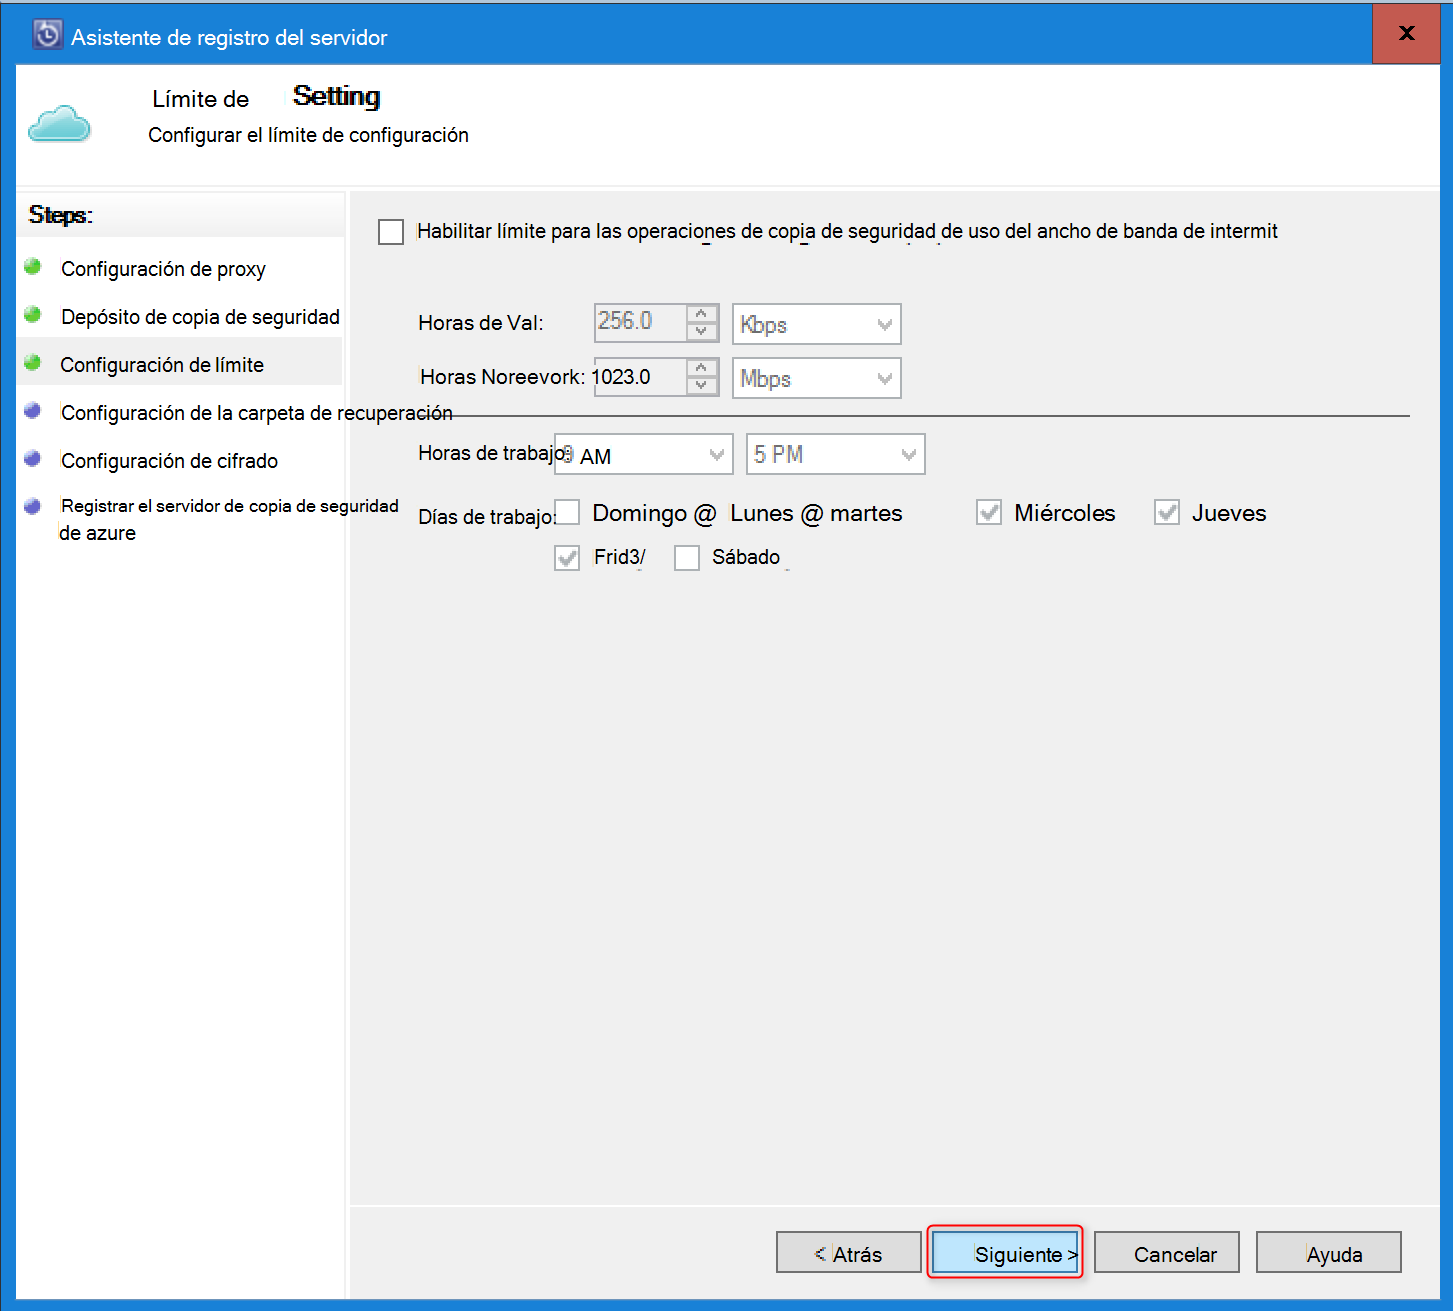 Asistente de registro del servidor
x
Límite de Setting
Configurar el límite de configuración
Steps:
Configuración de proxy
Depósito de copia de seguridad
Configuración de límite
Configuración de la carpeta de recuperación
Configuración de cifrado
Registrar el servidor de copia de seguridad
de azure
Habilitar límite para las operaciones de copia de seguridad de uso del ancho de banda de intermit
Horas de Val: 256.0 Kbps
Horas Noreevork: 1023.0 Mbps
Horas de trabajo: AM 5 PM
Días de trabajo: Domingo @ Lunes @ martes Miércoles Jueves
Frid3/ Sábado
< Atrás Siguiente > Cancelar Ayuda